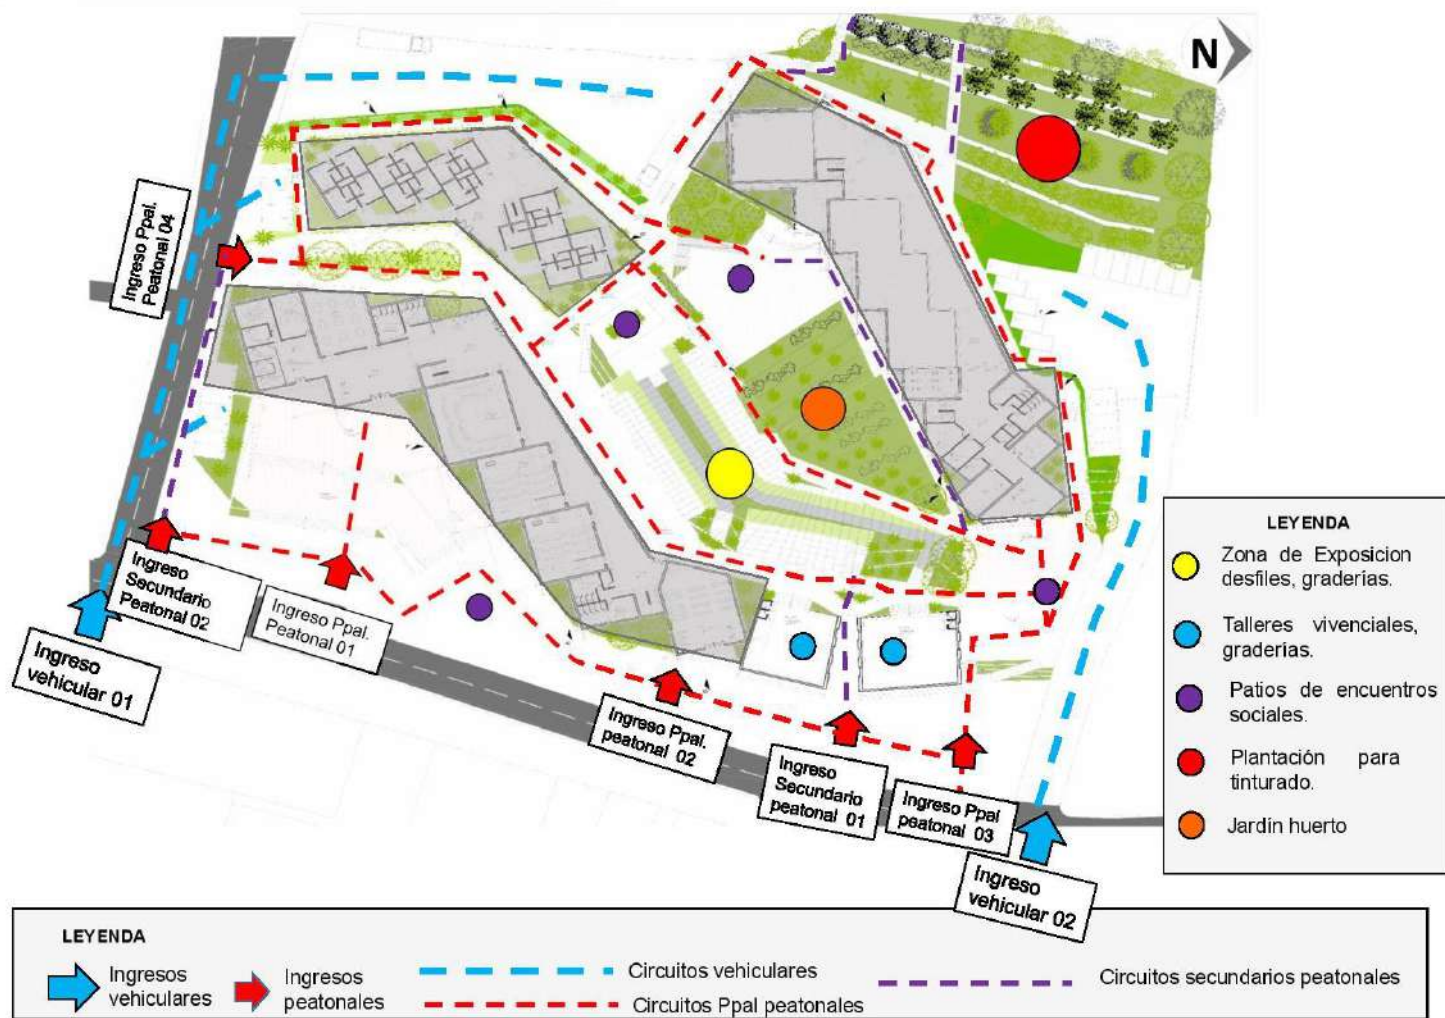 N
Ingreso Ppal.
Peatonal 04
Ingreso
Secundario
Peatonal 02
Ingreso Ppal.
Peatonal 01
Ingreso
vehicular 01
Ingreso Ppal.
peatonal 02
Ingreso
Secundario
peatonal 01
Ingreso Ppal
peatonal 03
Ingreso
vehicular 02
LEYENDA
Zona de Exposicion
desfiles, graderías.
Talleres vivenciales,
graderías.
Patios de encuentros
sociales.
Plantación para
tinturado.
Jardín huerto
LEYENDA
Ingresos
vehiculares
Ingresos
peatonales
Circuitos vehiculares
Circuitos Ppal peatonales
Circuitos secundarios peatonales